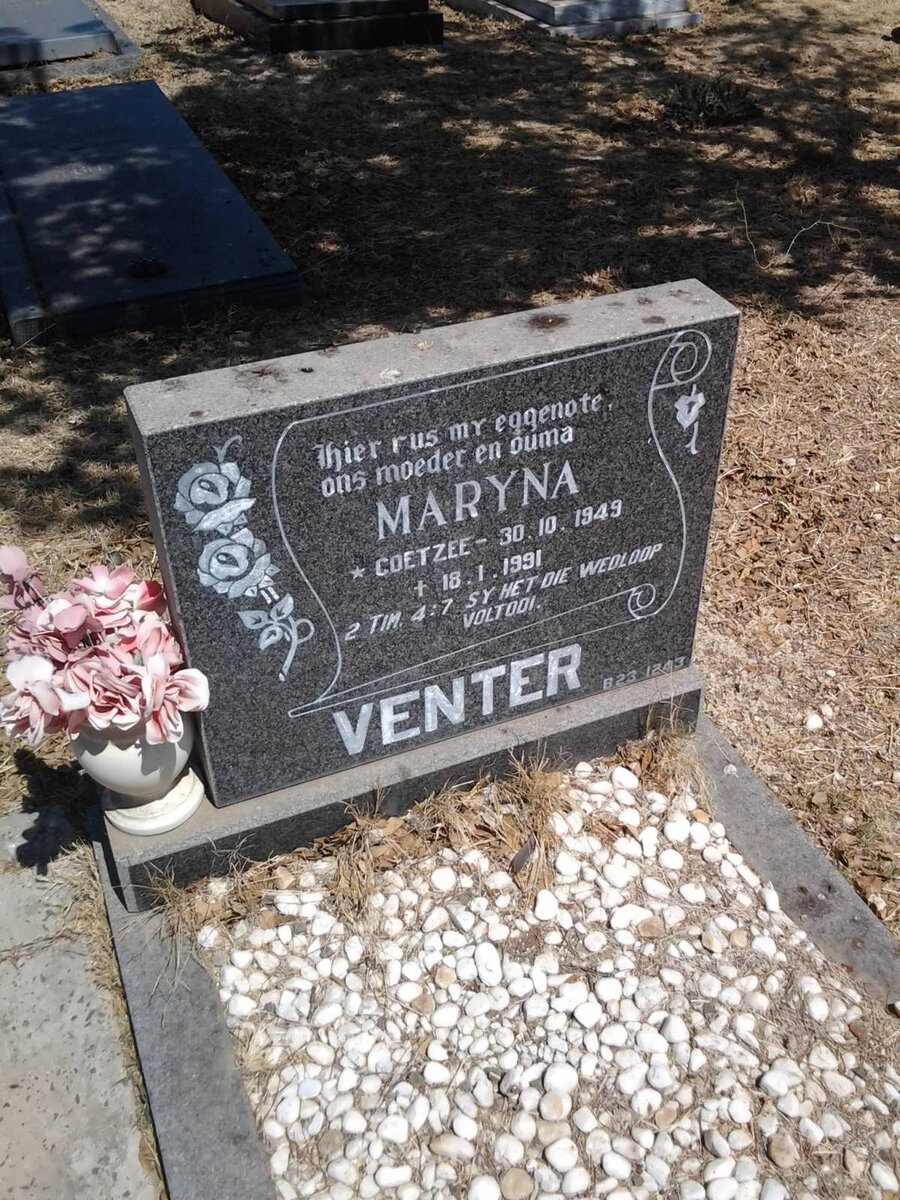 Hier rus my eggenote,
ons moeder en ouma
MARYNA
* COETZEE - 30.10.1949
+ 18.1.1991
2 TIM. 4:7 SY HET DIE WEDLOOP
VOLTOOI.
VENTER
B23-1243